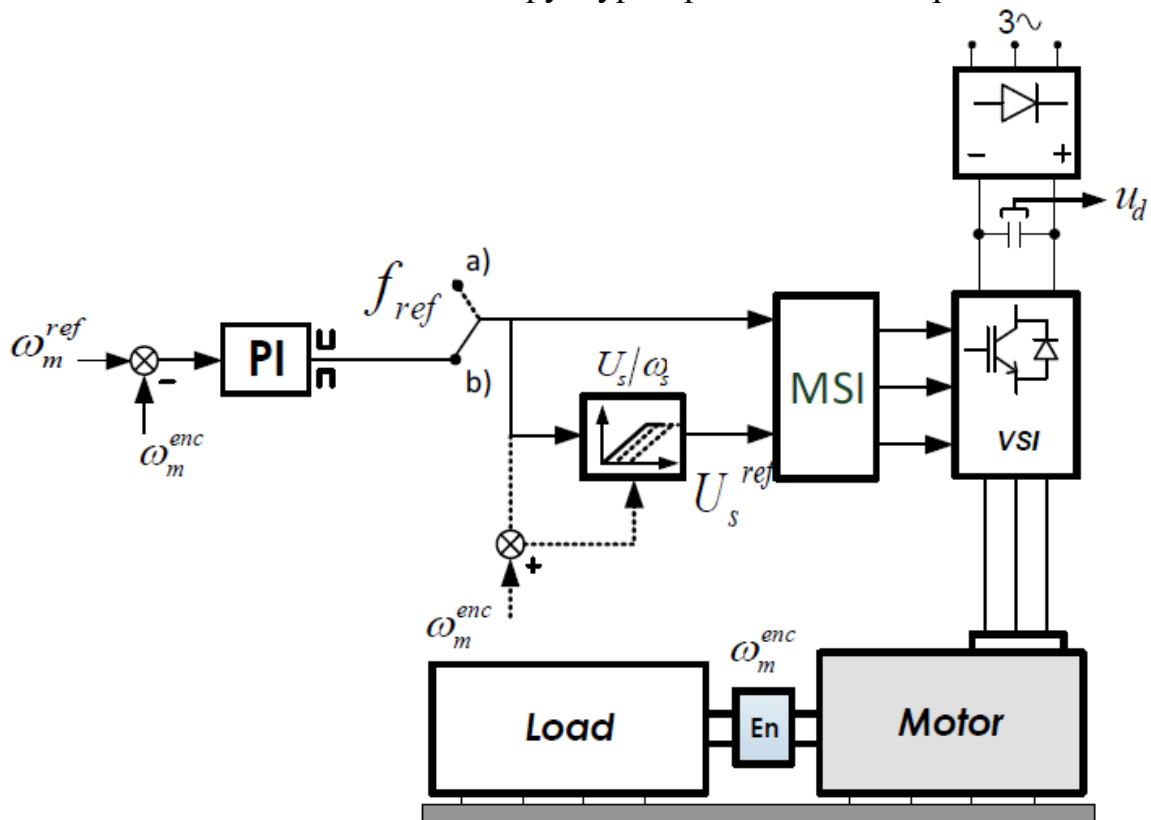 3∿
- +
u_d
a)
f_ref
ω_m^ref
PI
-
b)
U_s/ω_s
MSI
VSI
ω_m^enc
U_s^ref
+
ω_m^enc
ω_m^enc
Load
En
Motor